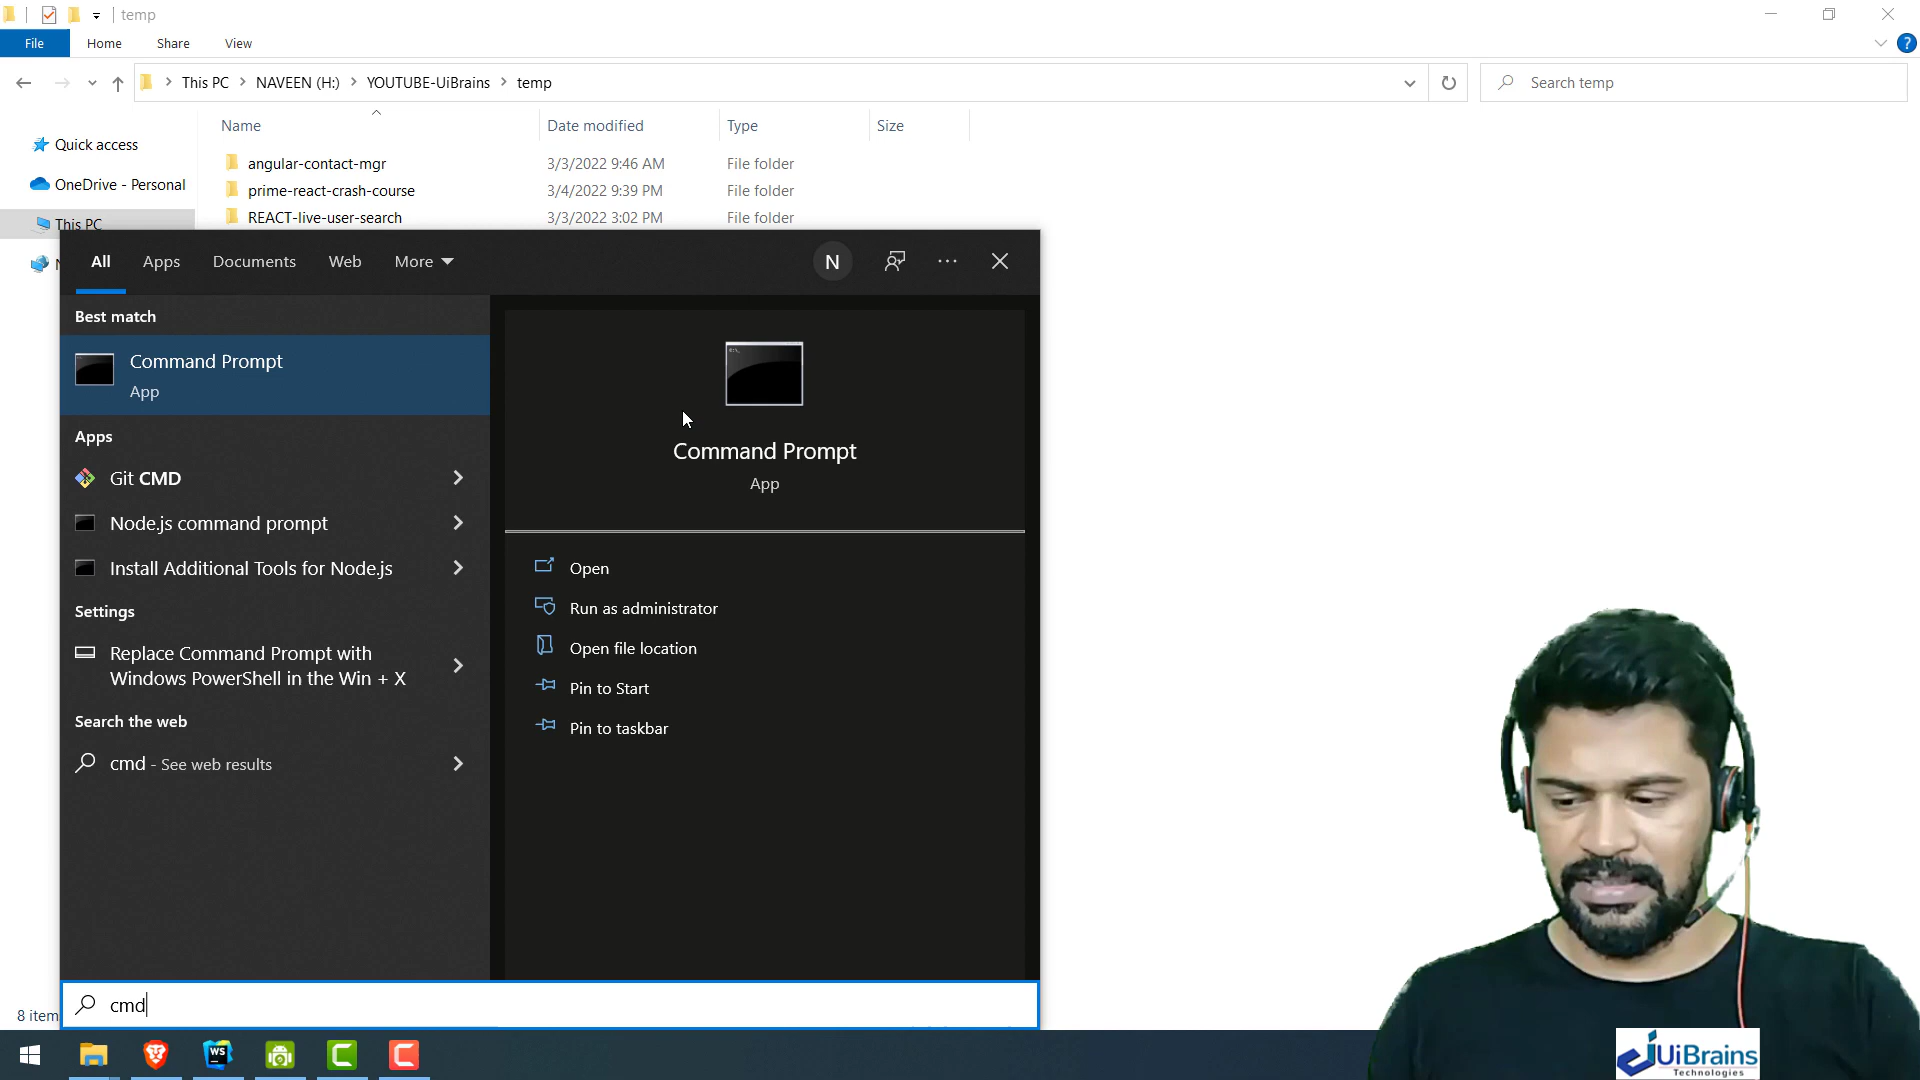 temp
File
Home
Share
View
This PC
NAVEEN (H:)
YOUTUBE-UiBrains
temp
Search temp
Name
Date modified
Type
Size
Quick access
OneDrive - Personal
This PC
angular-contact-mgr
3/3/2022 9:46 AM
File folder
prime-react-crash-course
3/4/2022 9:39 PM
File folder
REACT-live-user-search
3/3/2022 3:02 PM
File folder
All
Apps
Documents
Web
More
N
Best match
Command Prompt
App
Apps
Git CMD
Node.js command prompt
Install Additional Tools for Node.js
Settings
Replace Command Prompt with
Windows PowerShell in the Win + X
Search the web
cmd - See web results
Command Prompt
App
Open
Run as administrator
Open file location
Pin to Start
Pin to taskbar
cmd
8 item
WS
UiBrains
Technologies